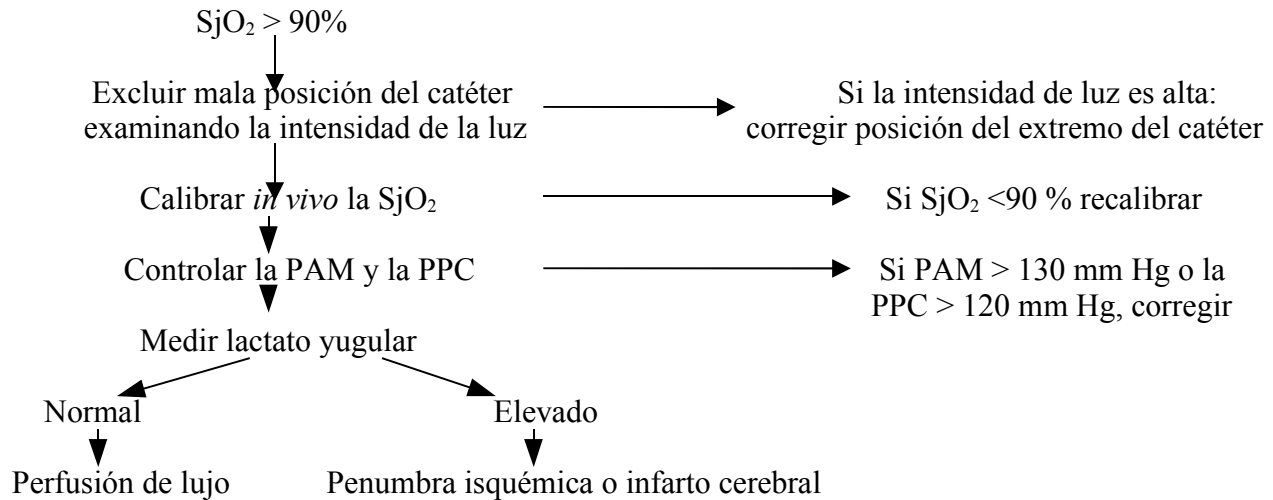 SjO₂ > 90%
Excluir mala posición del catéter
examinando la intensidad de la luz
Si la intensidad de luz es alta:
corregir posición del extremo del catéter
Calibrar in vivo la SjO₂
Si SjO₂ <90 % recalibrar
Controlar la PAM y la PPC
Si PAM > 130 mm Hg o la
PPC > 120 mm Hg, corregir
Medir lactato yugular
Normal
Elevado
Perfusión de lujo
Penumbra isquémica o infarto cerebral